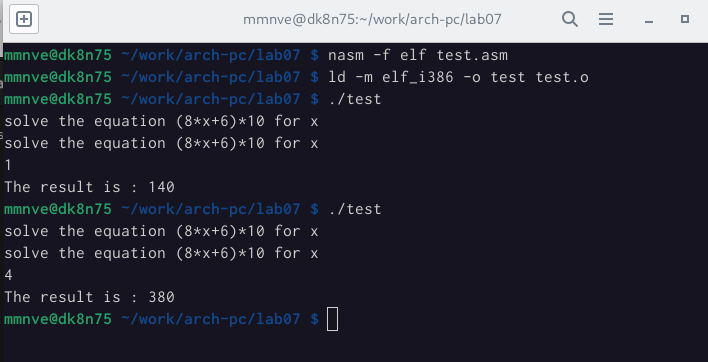 mmnve@dk8n75:~/work/arch-pc/lab07
mmnve@dk8n75 ~/work/arch-pc/lab07 $ nasm -f elf test.asm
mmnve@dk8n75 ~/work/arch-pc/lab07 $ ld -m elf_i386 -o test test.o
mmnve@dk8n75 ~/work/arch-pc/lab07 $ ./test
solve the equation (8*x+6)*10 for x
solve the equation (8*x+6)*10 for x
1
The result is : 140
mmnve@dk8n75 ~/work/arch-pc/lab07 $ ./test
solve the equation (8*x+6)*10 for x
solve the equation (8*x+6)*10 for x
4
The result is : 380
mmnve@dk8n75 ~/work/arch-pc/lab07 $